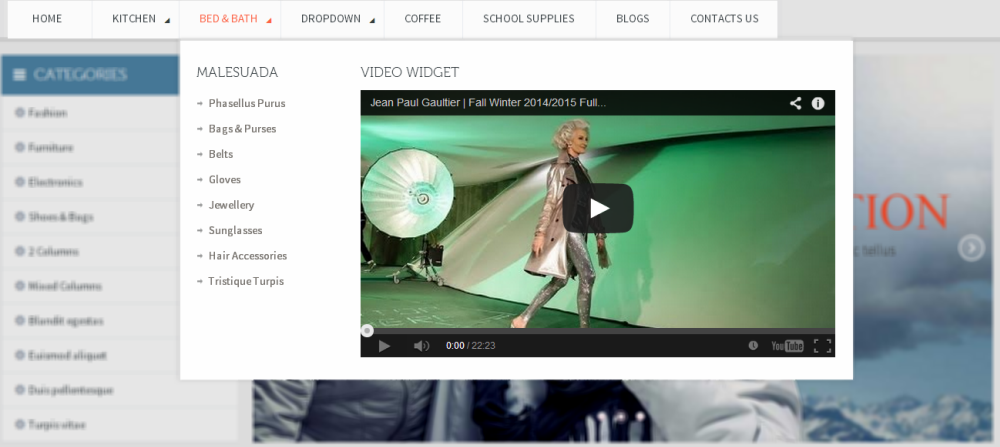 HOME KITCHEN BED & BATH DROPDOWN COFFEE SCHOOL SUPPLIES BLOGS CONTACTS US
CATEGORIES
Fashion
Furniture
Electronics
Shoes & Bags
2 Columns
Mixed Columns
Blandit egestas
Euismod aliquet
Duis pellentesque
Turpis vitae
MALESUADA
Phasellus Purus
Bags & Purses
Belts
Gloves
Jewellery
Sunglasses
Hair Accessories
Tristique Turpis
VIDEO WIDGET
Jean Paul Gaultier | Fall Winter 2014/2015 Full...
0:00 / 22:23
YouTube
TION
tellus